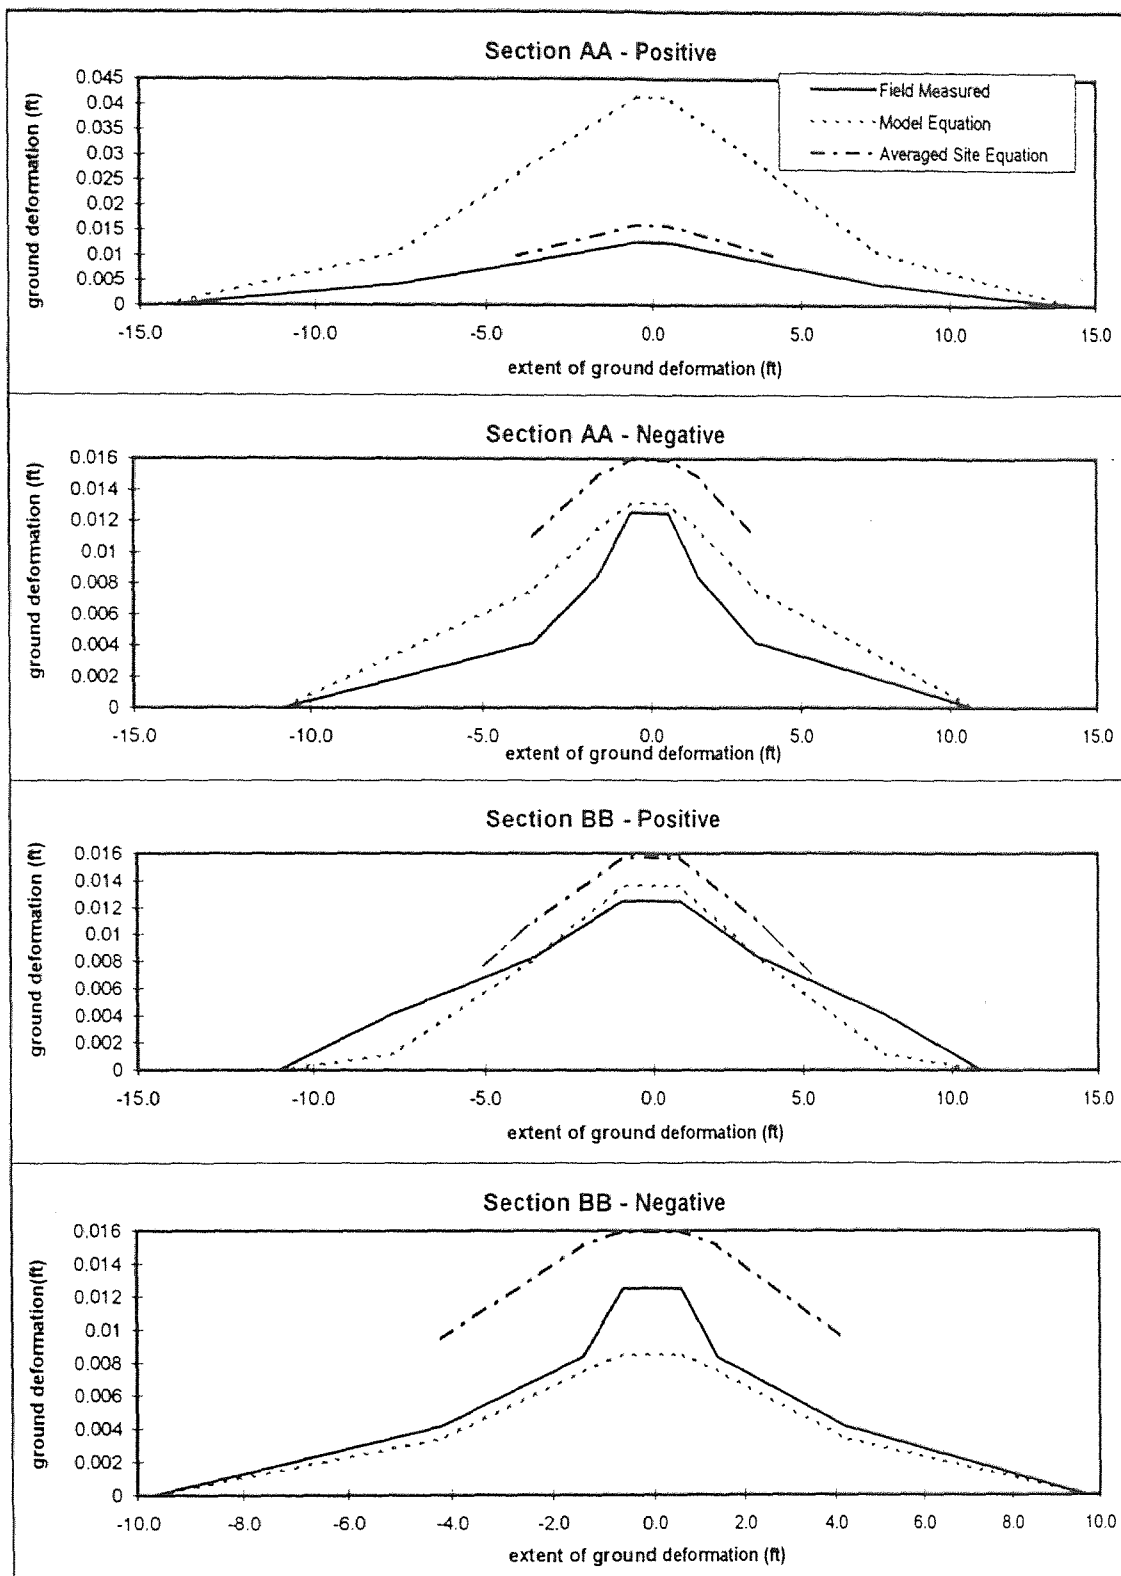 Section AA - Positive
ground deformation (ft)
0.045
0.04
0.035
0.03
0.025
0.02
0.015
0.01
0.005
0
Field Measured
Model Equation
Averaged Site Equation
-15.0 -10.0 -5.0 0.0 5.0 10.0 15.0
extent of ground deformation (ft)
Section AA - Negative
ground deformation (ft)
0.016
0.014
0.012
0.01
0.008
0.006
0.004
0.002
0
-15.0 -10.0 -5.0 0.0 5.0 10.0 15.0
extent of ground deformation (ft)
Section BB - Positive
ground deformation (ft)
0.016
0.014
0.012
0.01
0.008
0.006
0.004
0.002
0
-15.0 -10.0 -5.0 0.0 5.0 10.0 15.0
extent of ground deformation (ft)
Section BB - Negative
ground deformation(ft)
0.016
0.014
0.012
0.01
0.008
0.006
0.004
0.002
0
-10.0 -8.0 -6.0 -4.0 -2.0 0.0 2.0 4.0 6.0 8.0 10.0
extent of ground deformation (ft)